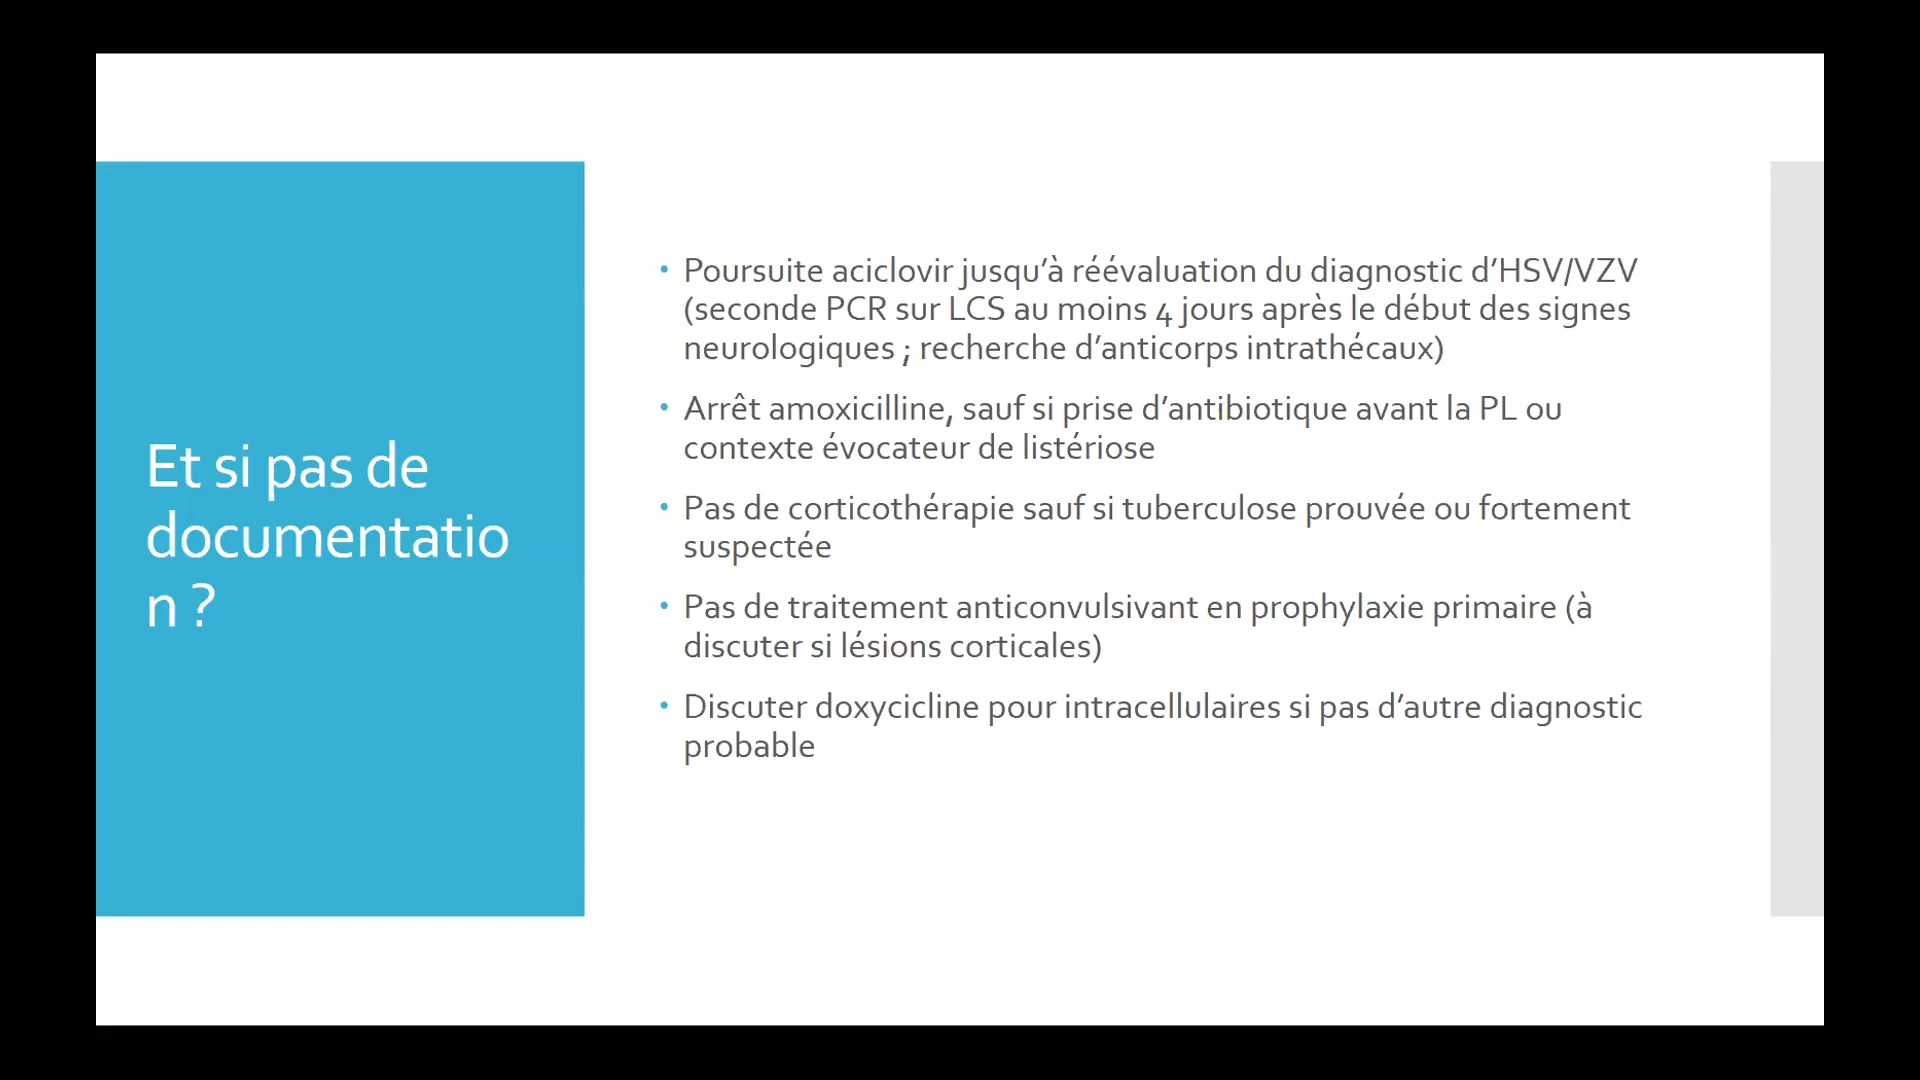 Et si pas de
documentatio
n ?
• Poursuite aciclovir jusqu’à réévaluation du diagnostic d’HSV/VZV
(seconde PCR sur LCS au moins 4 jours après le début des signes
neurologiques ; recherche d’anticorps intrathécaux)
• Arrêt amoxicilline, sauf si prise d’antibiotique avant la PL ou
contexte évocateur de listériose
• Pas de corticothérapie sauf si tuberculose prouvée ou fortement
suspectée
• Pas de traitement anticonvulsivant en prophylaxie primaire (à
discuter si lésions corticales)
• Discuter doxycicline pour intracellulaires si pas d’autre diagnostic
probable